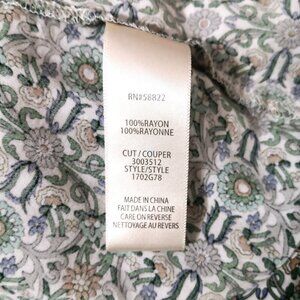 RN#58822
100%RAYON
100%RAYONNE
CUT / COUPER
3003512
STYLE/STYLE
1702G78
MADE IN CHINA
FAIT DANS LA CHINE
CARE ON REVERSE
NETTOYAGE AU REVERS